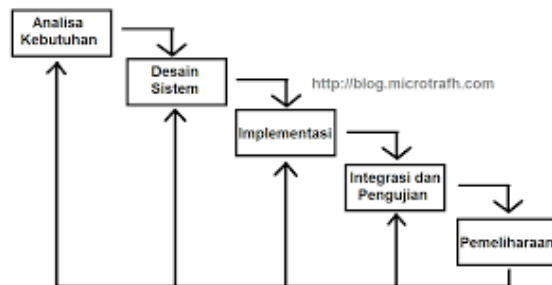 Analisa
Kebutuhan
Desain
Sistem
http://blog.microtrafh.com
Implementasi
Integrasi dan
Pengujian
Pemeliharaan